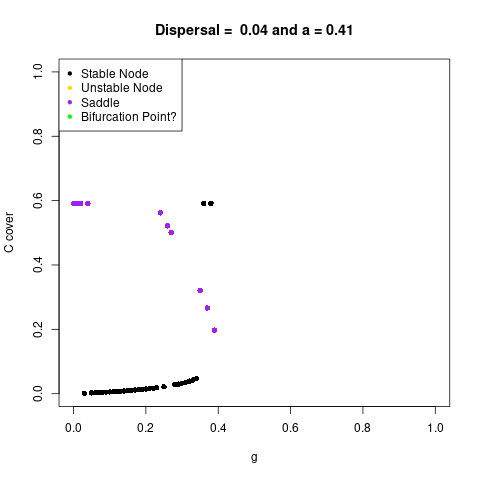 Dispersal =  0.04 and a = 0.41
Stable Node
Unstable Node
Saddle
Bifurcation Point?
C cover
1.0
0.8
0.6
0.4
0.2
0.0
0.0 0.2 0.4 0.6 0.8 1.0
g